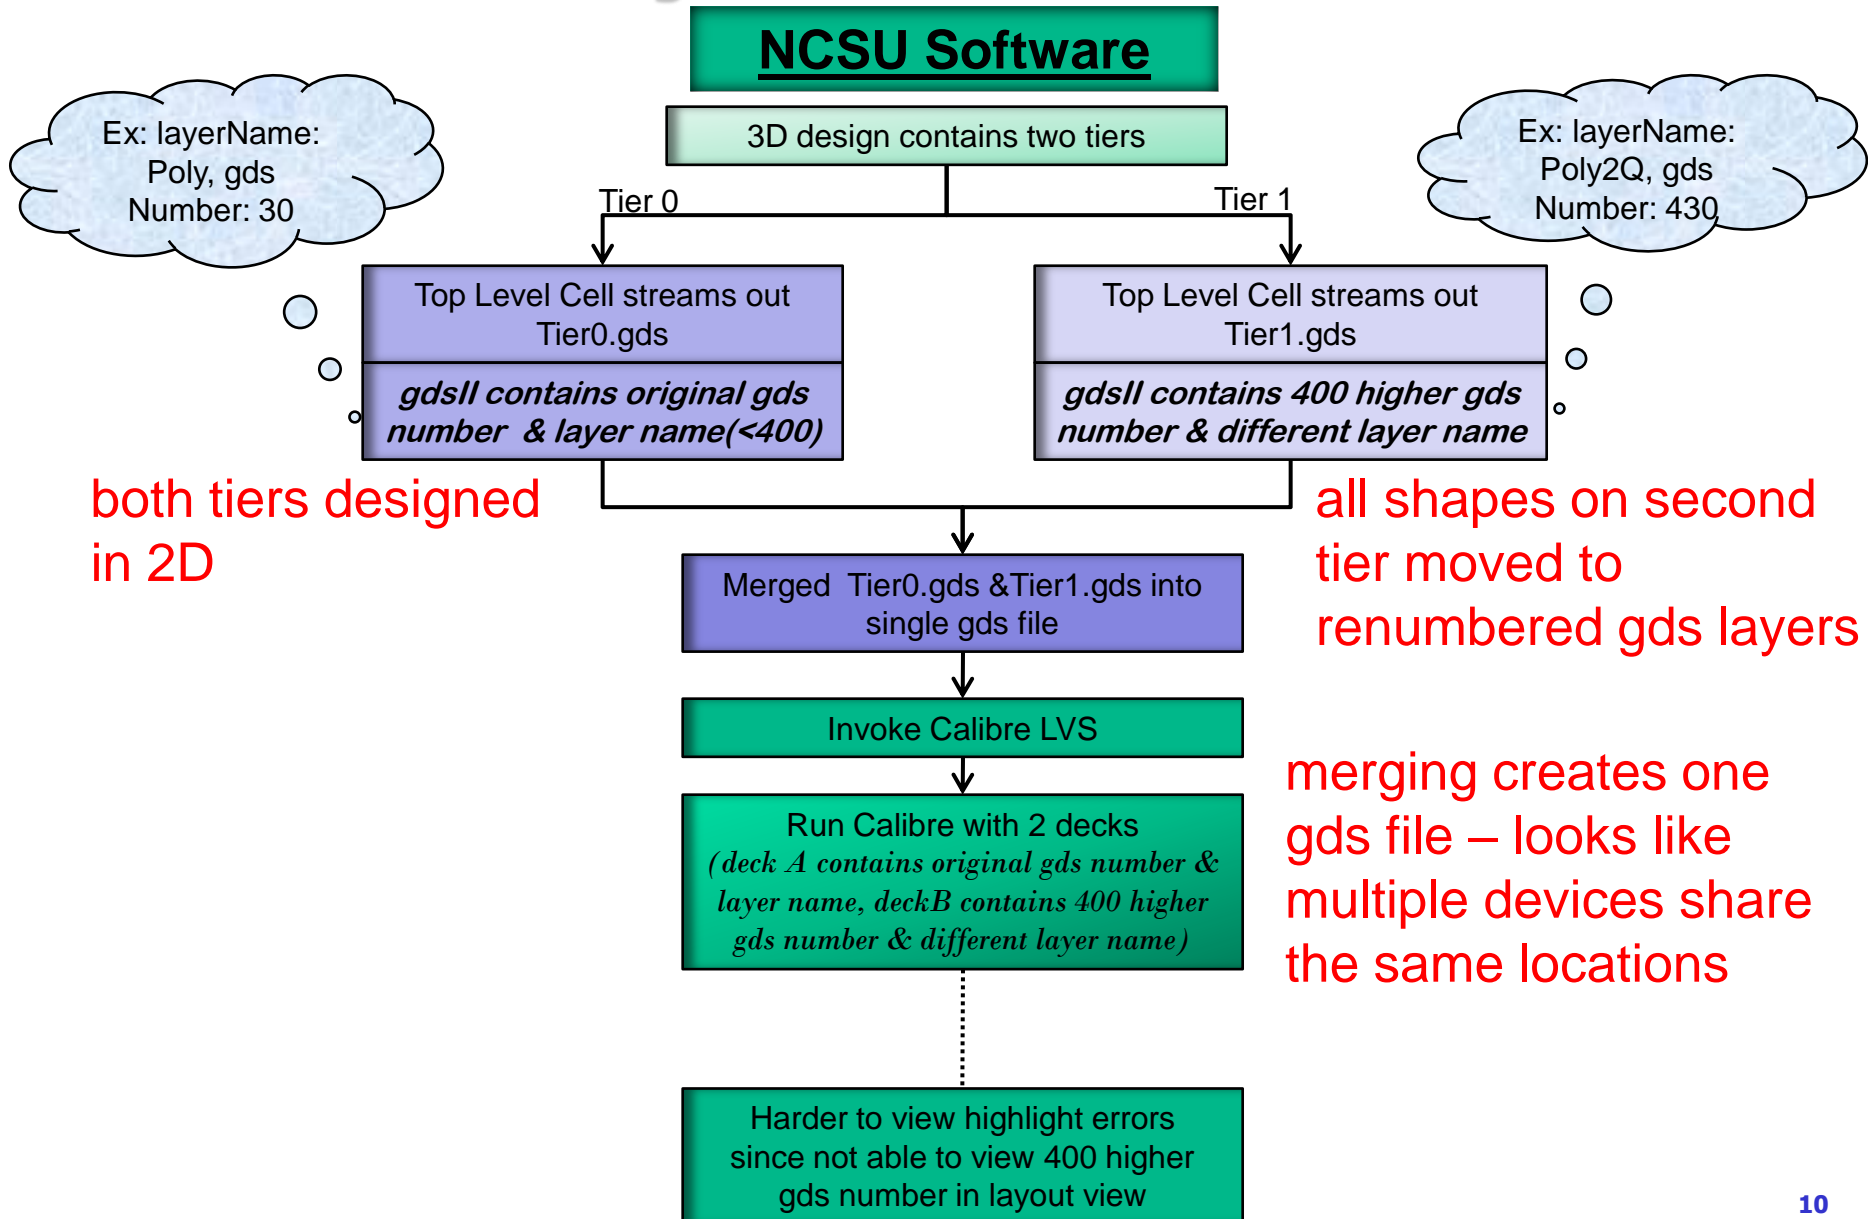 NCSU Software
3D design contains two tiers
Ex: layerName:
Poly, gds
Number: 30
Ex: layerName:
Poly2Q, gds
Number: 430
Tier 0
Tier 1
Top Level Cell streams out
Tier0.gds
gdsII contains original gds
number & layer name(<400)
Top Level Cell streams out
Tier1.gds
gdsII contains 400 higher gds
number & different layer name
both tiers designed
in 2D
all shapes on second
tier moved to
renumbered gds layers
Merged Tier0.gds &Tier1.gds into
single gds file
Invoke Calibre LVS
Run Calibre with 2 decks
(deck A contains original gds number &
layer name, deckB contains 400 higher
gds number & different layer name)
merging creates one
gds file – looks like
multiple devices share
the same locations
Harder to view highlight errors
since not able to view 400 higher
gds number in layout view
10